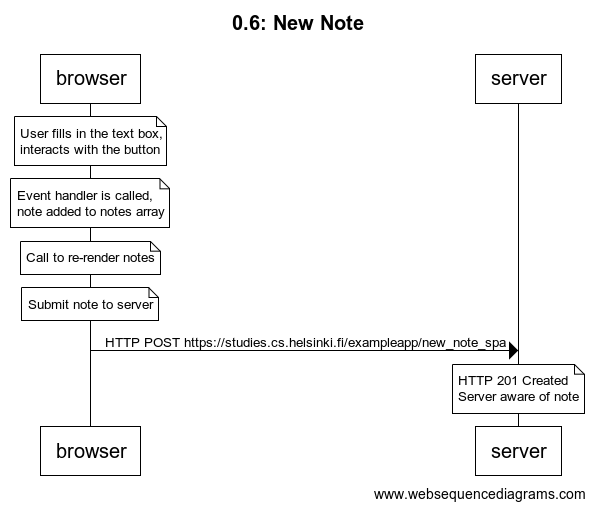 0.6: New Note
browser
server
User fills in the text box,
interacts with the button
Event handler is called,
note added to notes array
Call to re-render notes
Submit note to server
HTTP POST https://studies.cs.helsinki.fi/exampleapp/new_note_spa
HTTP 201 Created
Server aware of note
browser
server
www.websequencediagrams.com